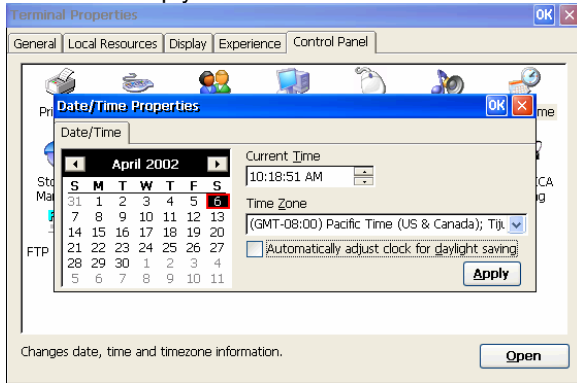 Terminal Properties OK
General Local Resources Display Experience Control Panel
Date/Time Properties OK
me
Date/Time
April 2002
S M T W T F S
31 1 2 3 4 5 6
7 8 9 10 11 12 13
14 15 16 17 18 19 20
21 22 23 24 25 26 27
28 29 30 1 2 3 4
5 6 7 8 9 10 11
Current Time
10:18:51 AM
Time Zone
(GMT-08:00) Pacific Time (US & Canada); Tiju
Automatically adjust clock for daylight saving
Apply
Pri
Sto
Mar
FTP
ICA
g
Changes date, time and timezone information.
Open